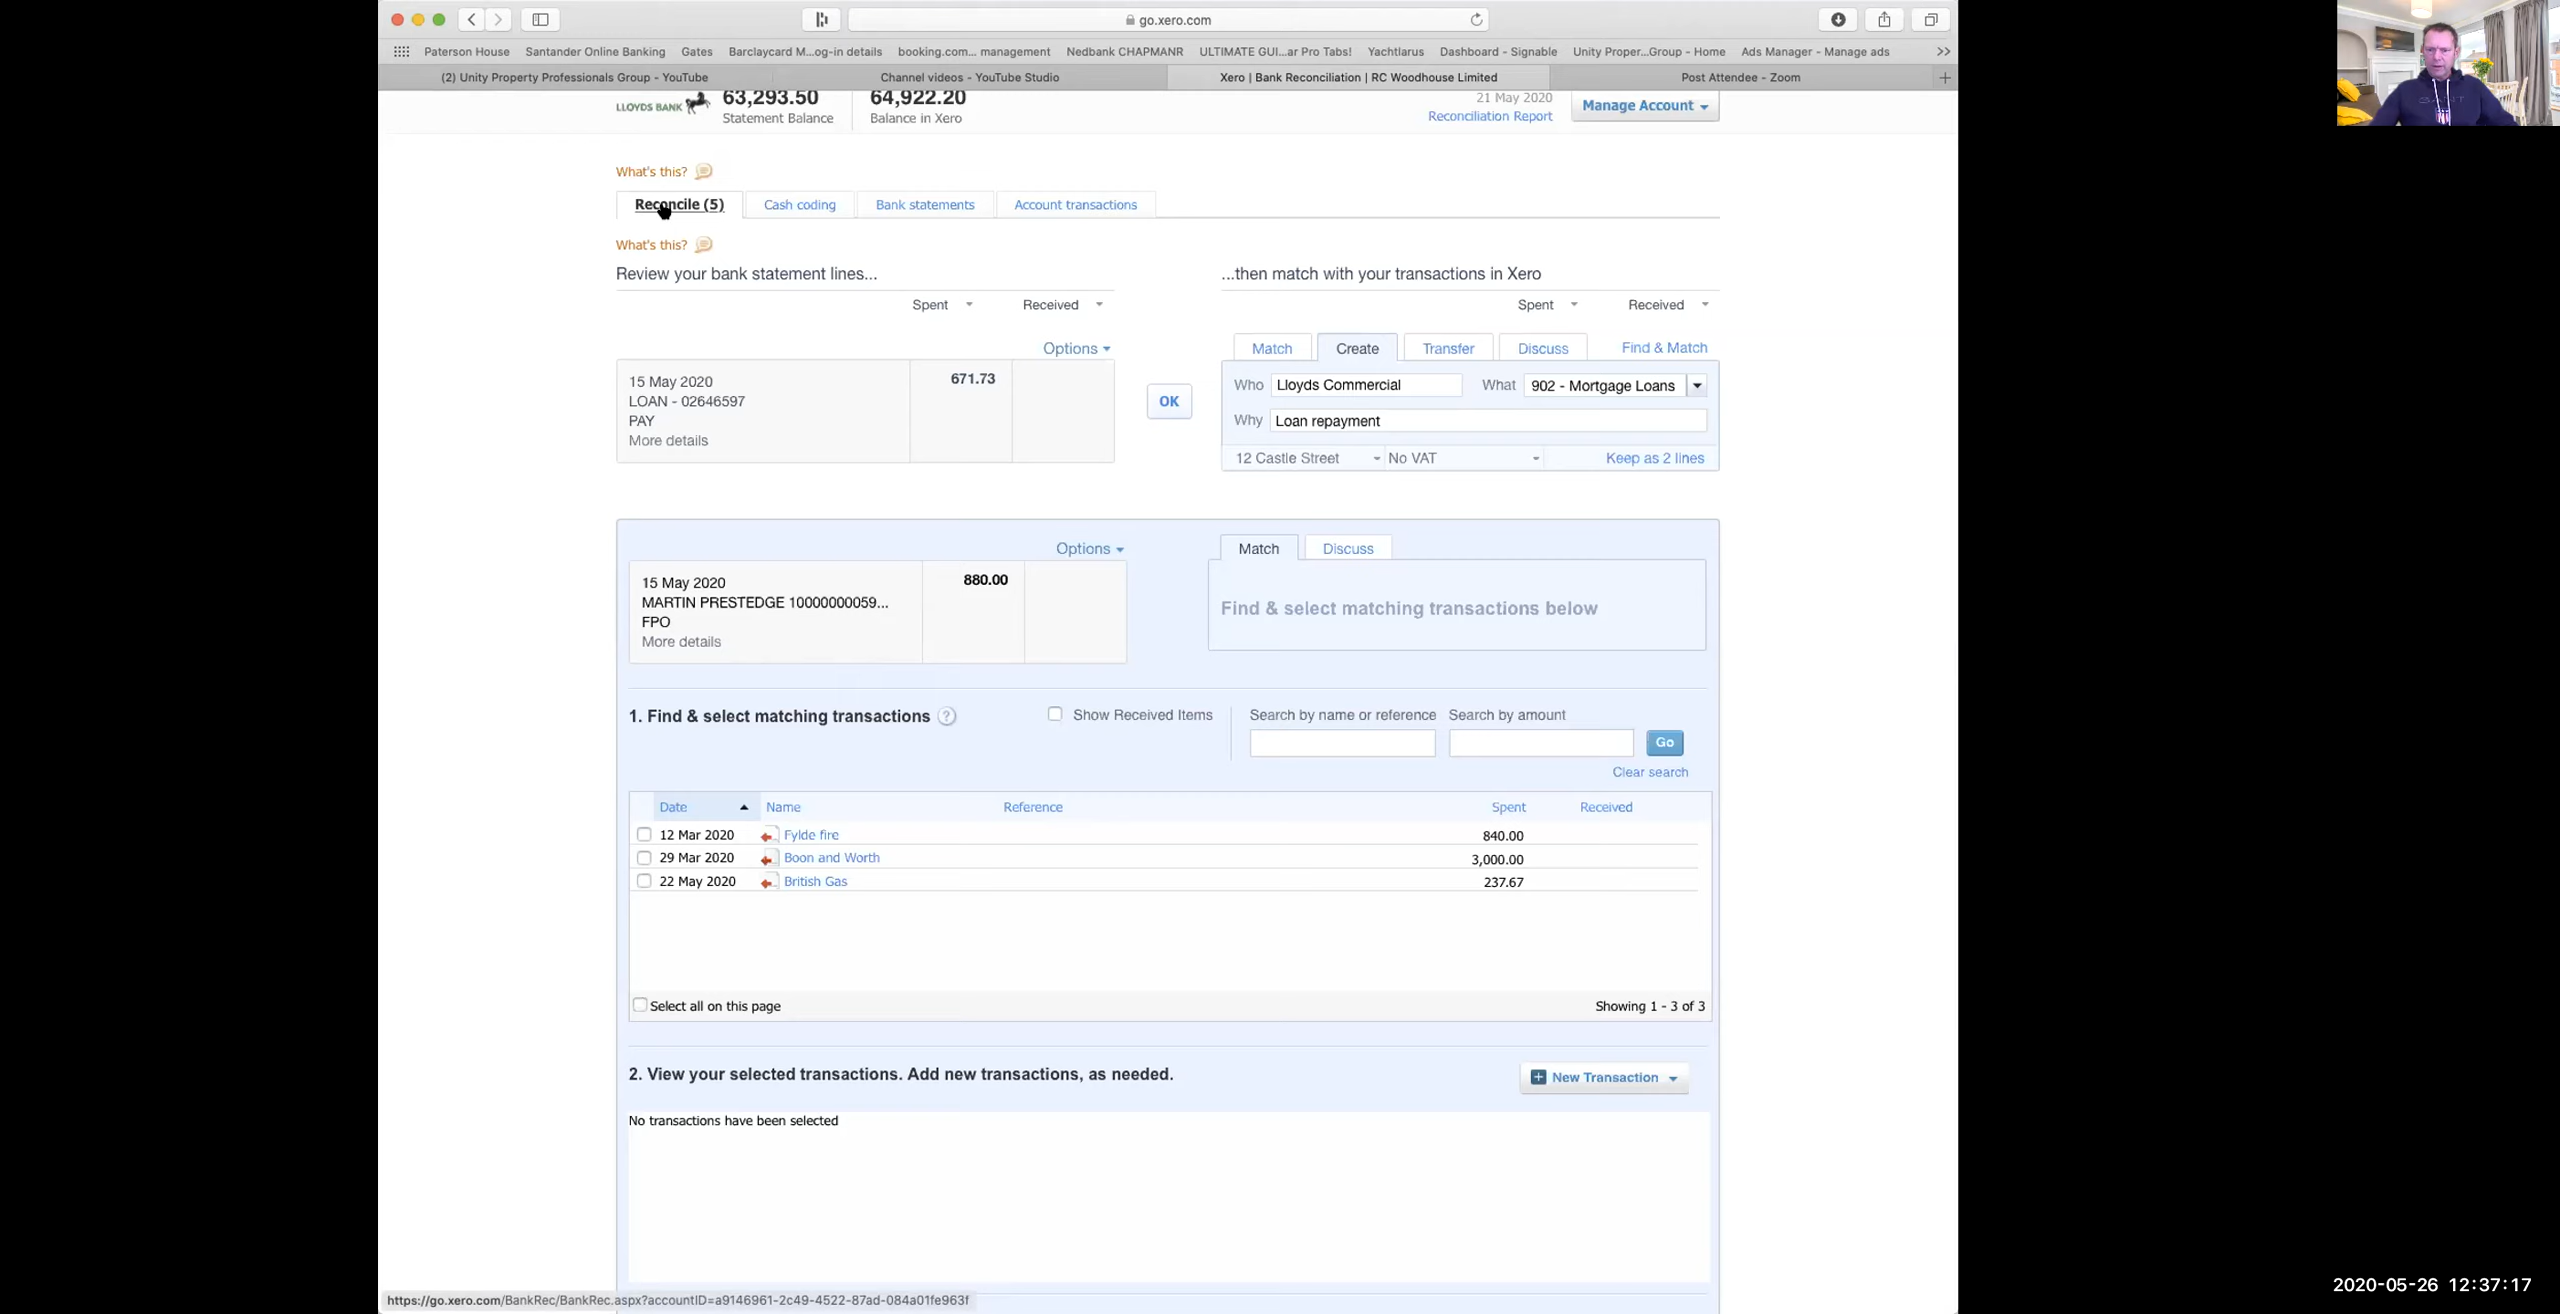 go.xero.com
Paterson House Santander Online Banking Gates Barclaycard M...og-in details booking.com... management Nedbank CHAPMANR ULTIMATE GUI...ar Pro Tabs! Yachtlarus Dashboard - Signable Unity Proper...Group - Home Ads Manager - Manage ads >>
(2) Unity Property Professionals Group - YouTube Channel videos - YouTube Studio Xero | Bank Reconciliation | RC Woodhouse Limited Post Attendee - Zoom +
LLOYDS BANK 63,293.50 64,922.20 21 May 2020 Manage Account
Statement Balance Balance in Xero Reconciliation Report
What's this?
Reconcile (5) Cash coding Bank statements Account transactions
What's this?
Review your bank statement lines... ...then match with your transactions in Xero
Spent Received Spent Received
Options Match Create Transfer Discuss Find & Match
15 May 2020 671.73 Who Lloyds Commercial What 902 - Mortgage Loans
LOAN - 02646597 OK
PAY Why Loan repayment
More details
12 Castle Street No VAT Keep as 2 lines
Options Match Discuss
15 May 2020 880.00
MARTIN PRESTEDGE 10000000059... Find & select matching transactions below
FPO
More details
1. Find & select matching transactions ? Show Received Items Search by name or reference Search by amount
Go
Clear search
Date Name Reference Spent Received
12 Mar 2020 Fylde fire 840.00
29 Mar 2020 Boon and Worth 3,000.00
22 May 2020 British Gas 237.67
Select all on this page Showing 1 - 3 of 3
2. View your selected transactions. Add new transactions, as needed. New Transaction
No transactions have been selected
https://go.xero.com/BankRec/BankRec.aspx?accountID=a9146961-2c49-4522-87ad-084a01fe963f
2020-05-26 12:37:17